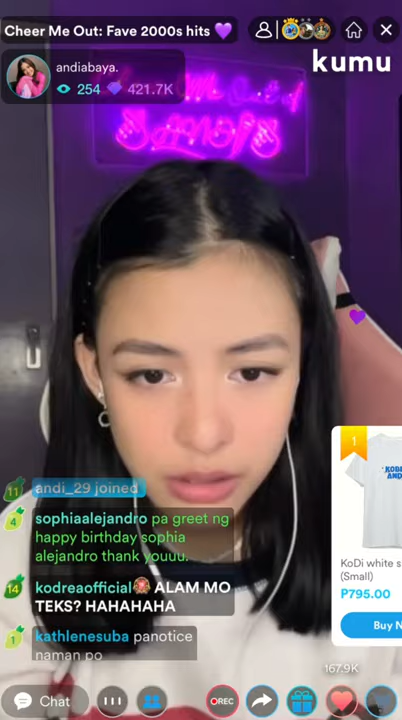 Cheer Me Out: Fave 2000s hits 💜
kumu
andiabaya.
254 421.7K
11 andi_29 joined
4 sophiaalejandro pa greet ng
happy birthday sophia
alejandro thank youuu.
14 kodreaofficial ALAM MO
TEKS? HAHAHAHA
1 kathlenesuba panotice
naman po
1
KoDi white s
(Small)
₱795.00
Buy N
167.9K
Chat
REC